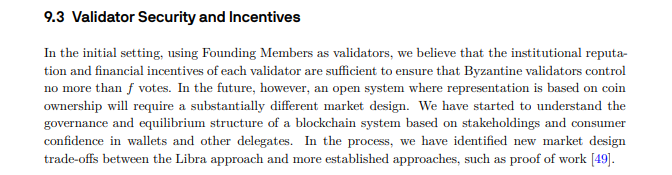 9.3 Validator Security and Incentives
In the initial setting, using Founding Members as validators, we believe that the institutional reputa-
tion and financial incentives of each validator are sufficient to ensure that Byzantine validators control
no more than f votes. In the future, however, an open system where representation is based on coin
ownership will require a substantially different market design. We have started to understand the
governance and equilibrium structure of a blockchain system based on stakeholdings and consumer
confidence in wallets and other delegates. In the process, we have identified new market design
trade-offs between the Libra approach and more established approaches, such as proof of work [49].